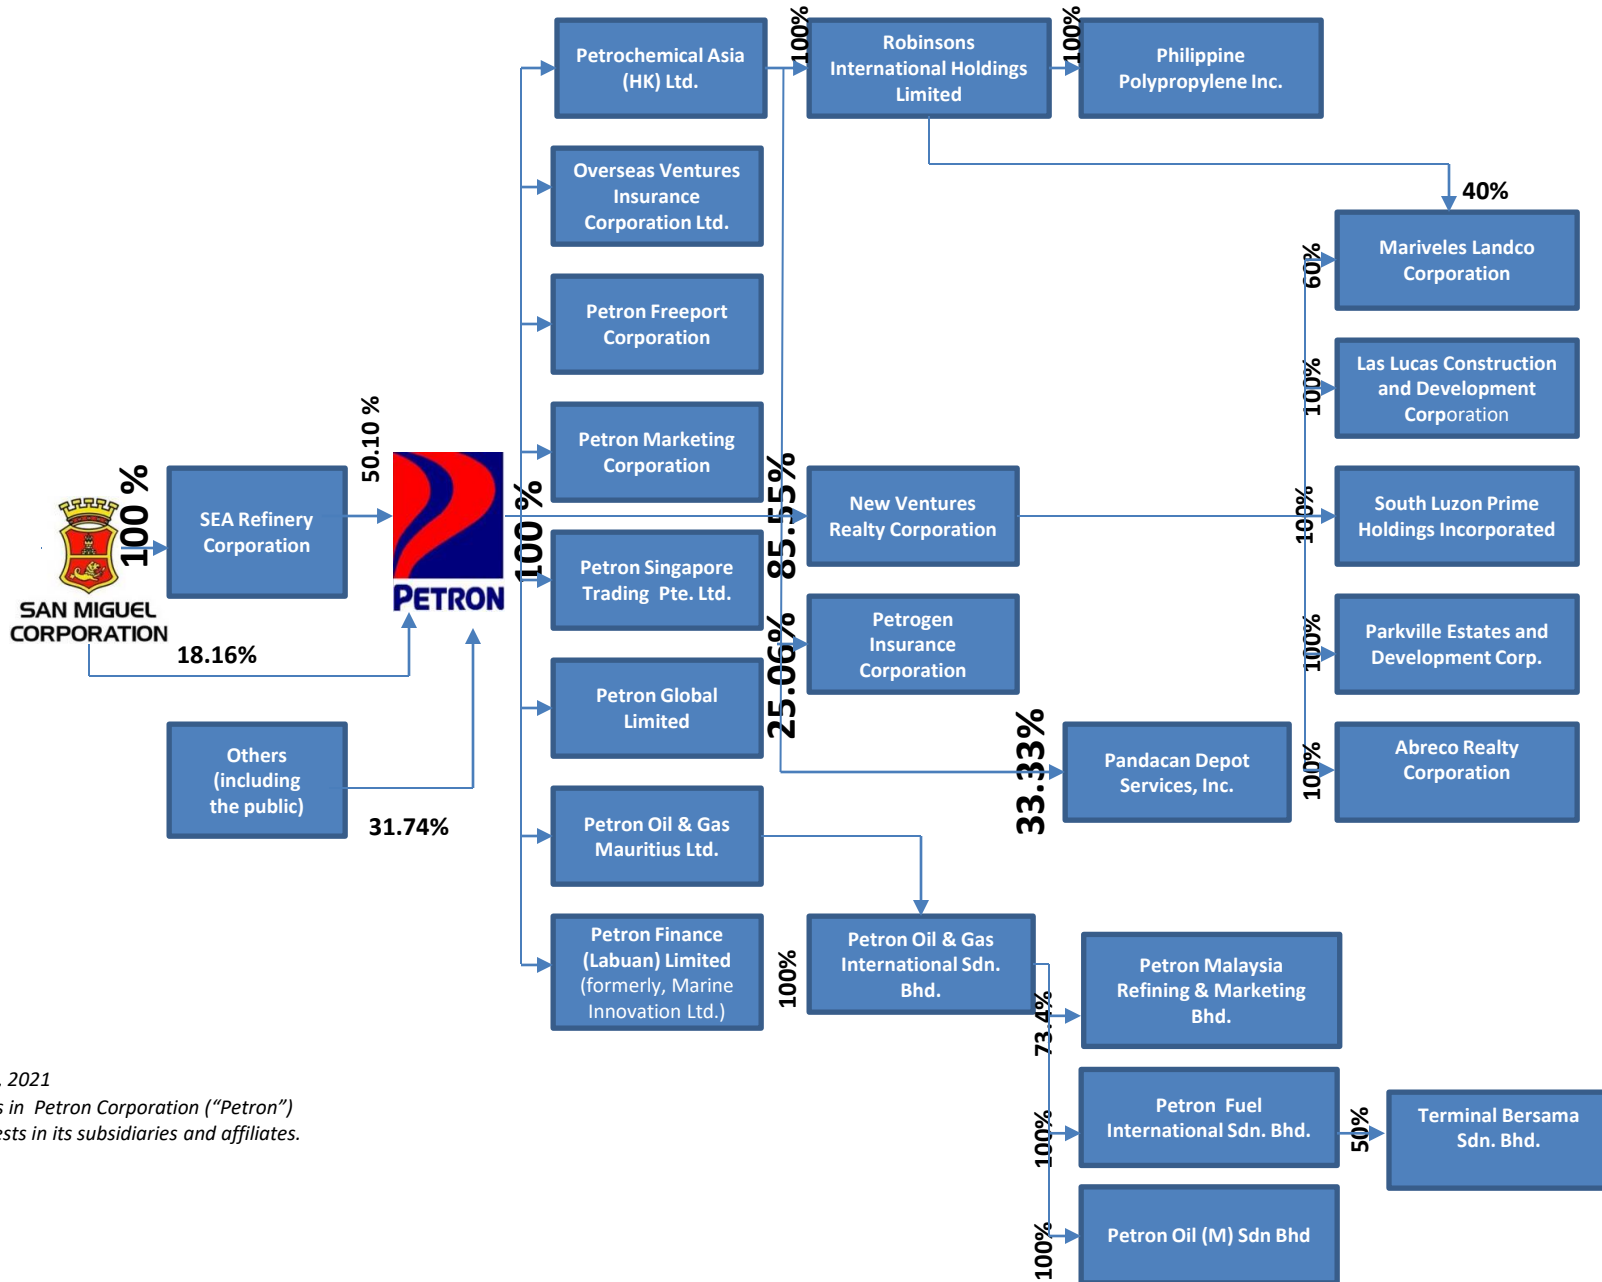 Petrochemical Asia
(HK) Ltd.
100%
Robinsons
International Holdings
Limited
100%
Philippine
Polypropylene Inc.
Overseas Ventures
Insurance
Corporation Ltd.
40%
Mariveles Landco
Corporation
60%
Petron Freeport
Corporation
Las Lucas Construction
and Development
Corporation
100%
Petron Marketing
Corporation
50.10 %
100 %
SEA Refinery
Corporation
SAN MIGUEL
CORPORATION
PETRON
100 %
85.55%
New Ventures
Realty Corporation
100%
South Luzon Prime
Holdings Incorporated
Petron Singapore
Trading Pte. Ltd.
25.06%
Petrogen
Insurance
Corporation
100%
Parkville Estates and
Development Corp.
18.16%
Petron Global
Limited
Others
(including
the public)
31.74%
33.33%
Pandacan Depot
Services, Inc.
100%
Abreco Realty
Corporation
Petron Oil & Gas
Mauritius Ltd.
Petron Finance
(Labuan) Limited
(formerly, Marine
Innovation Ltd.)
100%
Petron Oil & Gas
International Sdn.
Bhd.
73.4%
Petron Malaysia
Refining & Marketing
Bhd.
100%
Petron Fuel
International Sdn. Bhd.
50%
Terminal Bersama
Sdn. Bhd.
100%
Petron Oil (M) Sdn Bhd
, 2021
s in Petron Corporation (“Petron”)
ests in its subsidiaries and affiliates.